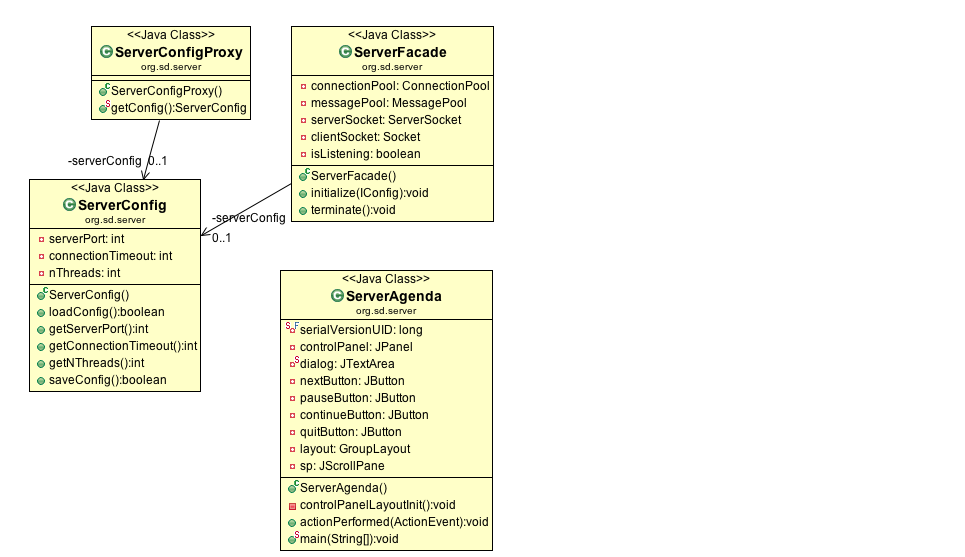 <<Java Class>>
ServerConfigProxy
org.sd.server
ServerConfigProxy()
getConfig():ServerConfig
<<Java Class>>
ServerFacade
org.sd.server
connectionPool: ConnectionPool
messagePool: MessagePool
serverSocket: ServerSocket
clientSocket: Socket
isListening: boolean
ServerFacade()
initialize(IConfig):void
terminate():void
-serverConfig 0..1
-serverConfig
0..1
<<Java Class>>
ServerConfig
org.sd.server
serverPort: int
connectionTimeout: int
nThreads: int
ServerConfig()
loadConfig():boolean
getServerPort():int
getConnectionTimeout():int
getNThreads():int
saveConfig():boolean
<<Java Class>>
ServerAgenda
org.sd.server
serialVersionUID: long
controlPanel: JPanel
dialog: JTextArea
nextButton: JButton
pauseButton: JButton
continueButton: JButton
quitButton: JButton
layout: GroupLayout
sp: JScrollPane
ServerAgenda()
controlPanelLayoutInit():void
actionPerformed(ActionEvent):void
main(String[]):void